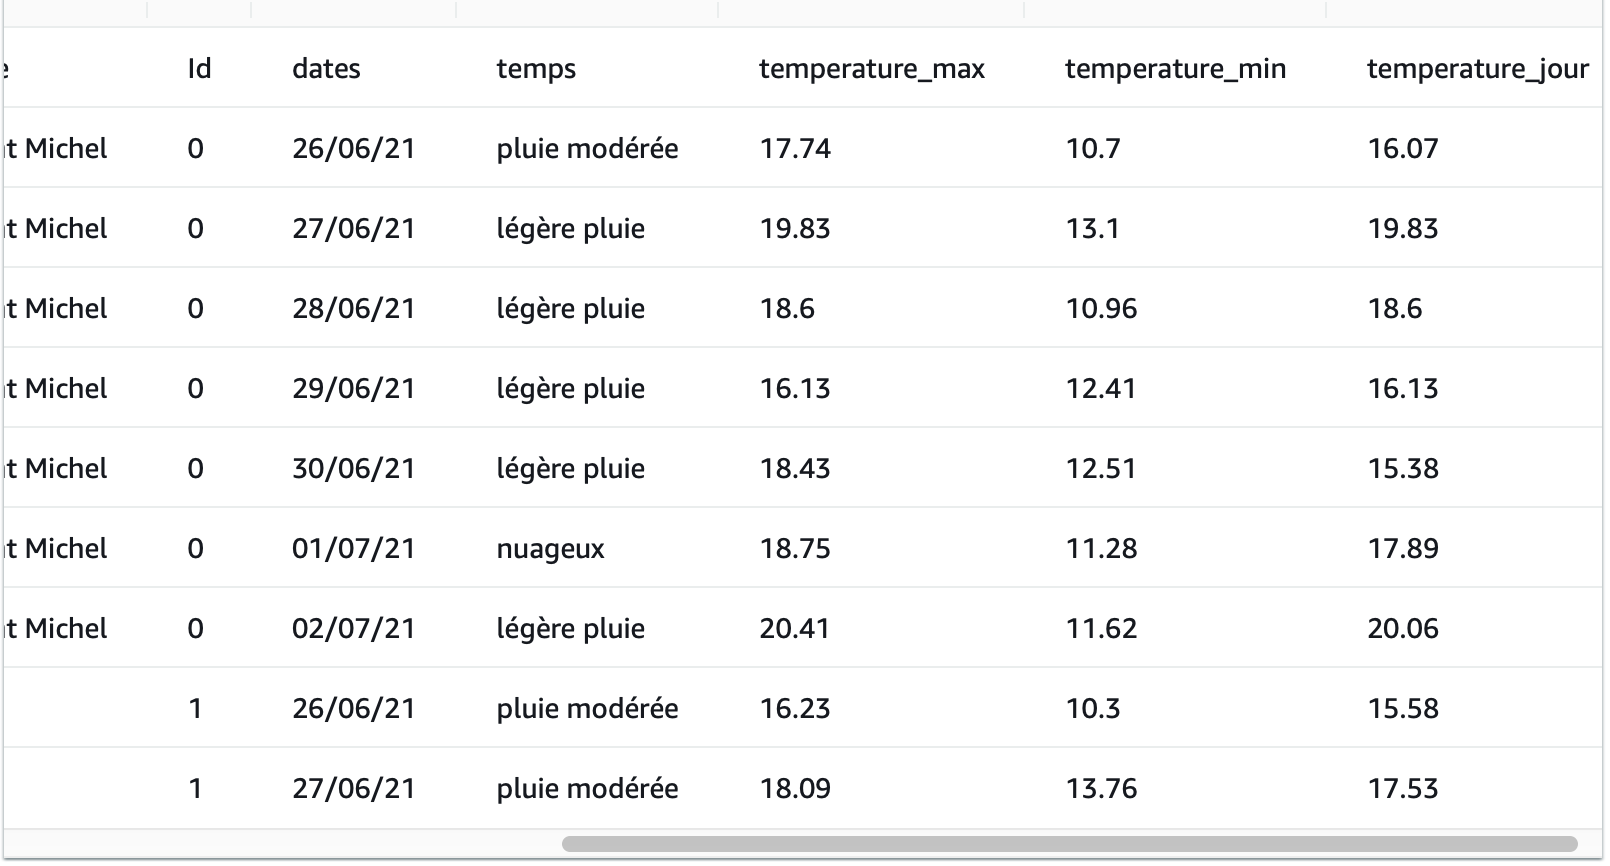 e Id dates temps temperature_max temperature_min temperature_jour
t Michel 0 26/06/21 pluie modérée 17.74 10.7 16.07
t Michel 0 27/06/21 légère pluie 19.83 13.1 19.83
t Michel 0 28/06/21 légère pluie 18.6 10.96 18.6
t Michel 0 29/06/21 légère pluie 16.13 12.41 16.13
t Michel 0 30/06/21 légère pluie 18.43 12.51 15.38
t Michel 0 01/07/21 nuageux 18.75 11.28 17.89
t Michel 0 02/07/21 légère pluie 20.41 11.62 20.06
1 26/06/21 pluie modérée 16.23 10.3 15.58
1 27/06/21 pluie modérée 18.09 13.76 17.53